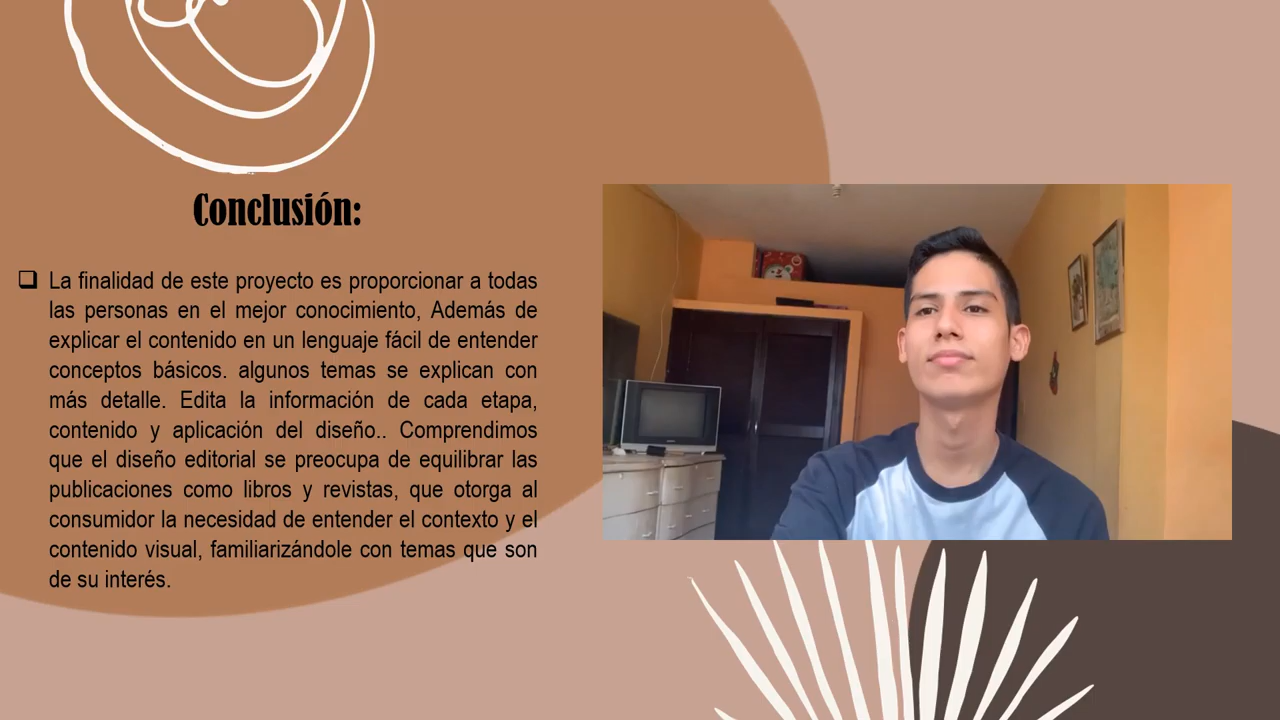 Conclusión:
❑ La finalidad de este proyecto es proporcionar a todas
las personas en el mejor conocimiento, Además de
explicar el contenido en un lenguaje fácil de entender
conceptos básicos. algunos temas se explican con
más detalle. Edita la información de cada etapa,
contenido y aplicación del diseño.. Comprendimos
que el diseño editorial se preocupa de equilibrar las
publicaciones como libros y revistas, que otorga al
consumidor la necesidad de entender el contexto y el
contenido visual, familiarizándole con temas que son
de su interés.